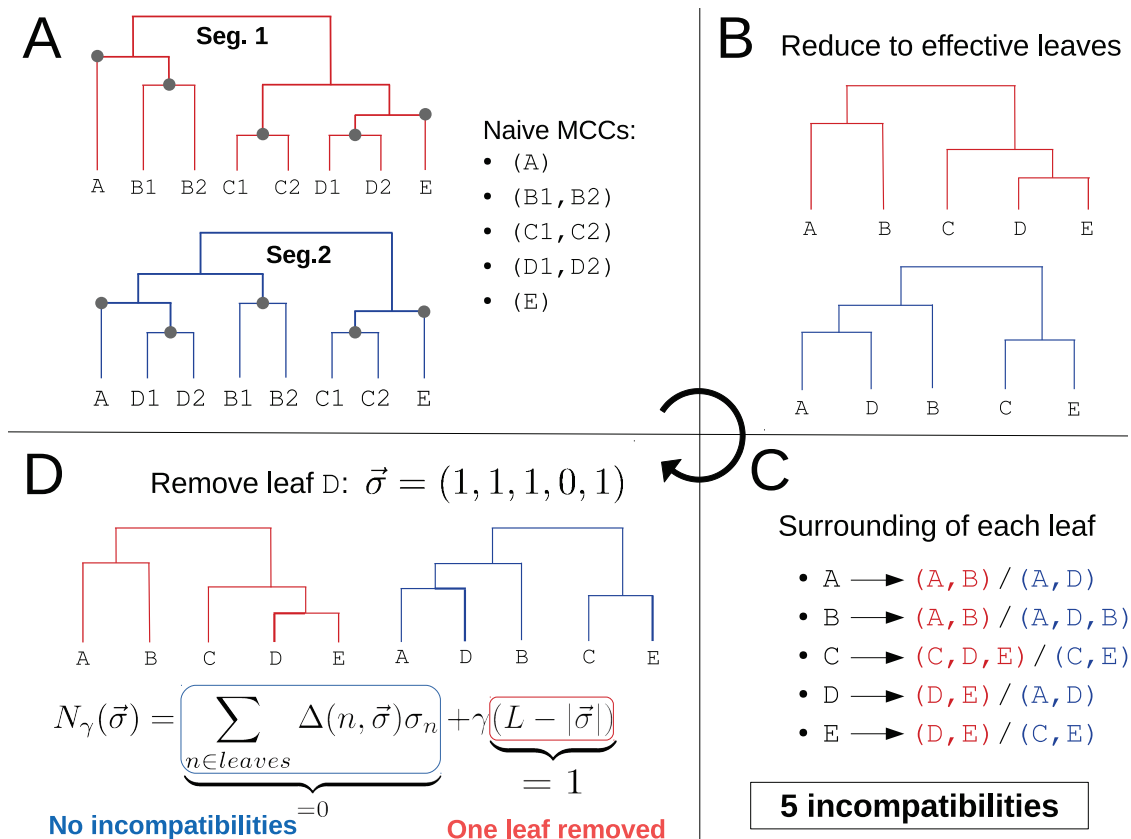 A
Seg. 1
A B1 B2 C1 C2 D1 D2 E
Seg.2
A D1 D2 B1 B2 C1 C2 E
Naive MCCs:
• (A)
• (B1,B2)
• (C1,C2)
• (D1,D2)
• (E)
B
Reduce to effective leaves
A B C D E
A D B C E
C
Surrounding of each leaf
• A ⟶ (A,B)/(A,D)
• B ⟶ (A,B)/(A,D,B)
• C ⟶ (C,D,E)/(C,E)
• D ⟶ (D,E)/(A,D)
• E ⟶ (D,E)/(C,E)
5 incompatibilities
D
Remove leaf D: σ⃗ = (1, 1, 1, 0, 1)
A B C D E A D B C E
N_γ(σ⃗) = ∑_{n∈leaves} Δ(n, σ⃗)σ_n + γ(L − |σ⃗|)
=0 = 1
No incompatibilities One leaf removed